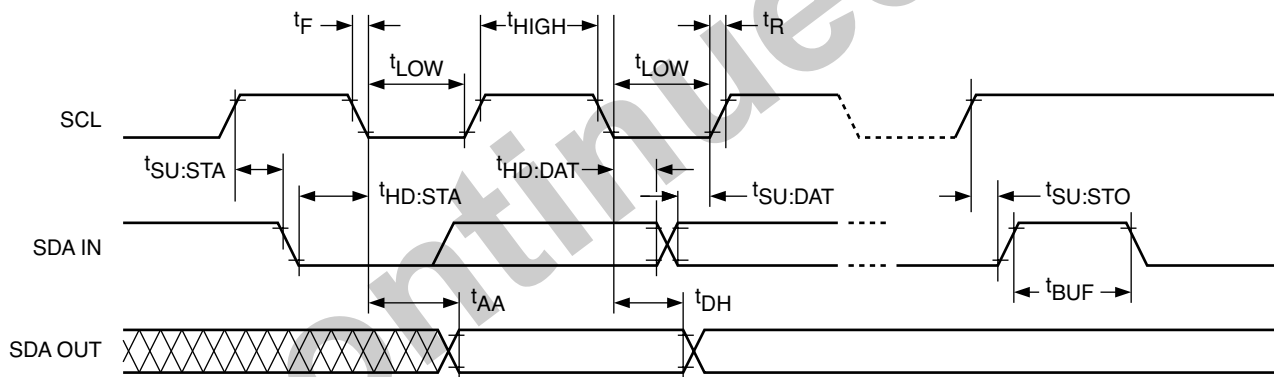 tF
tHIGH
tR
tLOW
tLOW
SCL
tSU:STA
tHD:STA
tHD:DAT
tSU:DAT
tSU:STO
SDA IN
tBUF
tAA
tDH
SDA OUT
ontinue